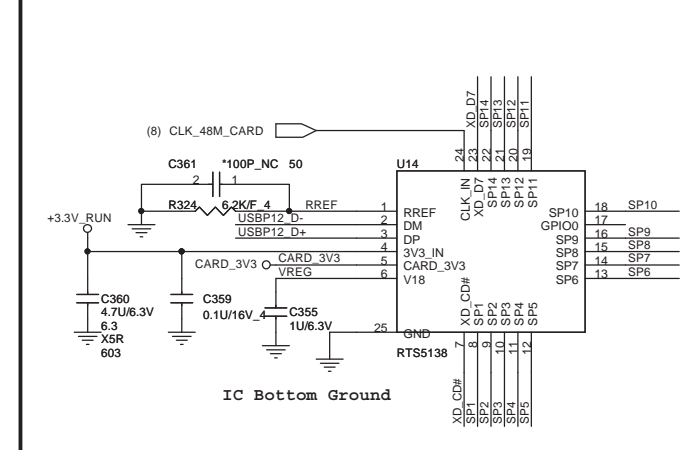 XD_D7
SP14
SP13
SP12
SP11
(8) CLK_48M_CARD
24
23
22
21
20
19
C361 *100P_NC 50
2 1
U14
CLK_IN
XD_D7
SP14
SP13
SP12
SP11
R324 6.2K/F_4 RREF 1 RREF
USBP12_D- 2 DM
USBP12_D+ 3 DP
+3.3V_RUN
4 3V3_IN
CARD_3V3 CARD_3V3 5 CARD_3V3
VREG 6 V18
SP10 18 SP10
GPIO0 17
SP9 16 SP9
SP8 15 SP8
SP7 14 SP7
SP6 13 SP6
C360
4.7U/6.3V
6.3
X5R
603
C359
0.1U/16V_4
C355
1U/6.3V
25 GND
XD_CD#
SP1
SP2
SP3
SP4
SP5
RTS5138
7
8
9
10
11
12
XD_CD#
SP1
SP2
SP3
SP4
SP5
IC Bottom Ground